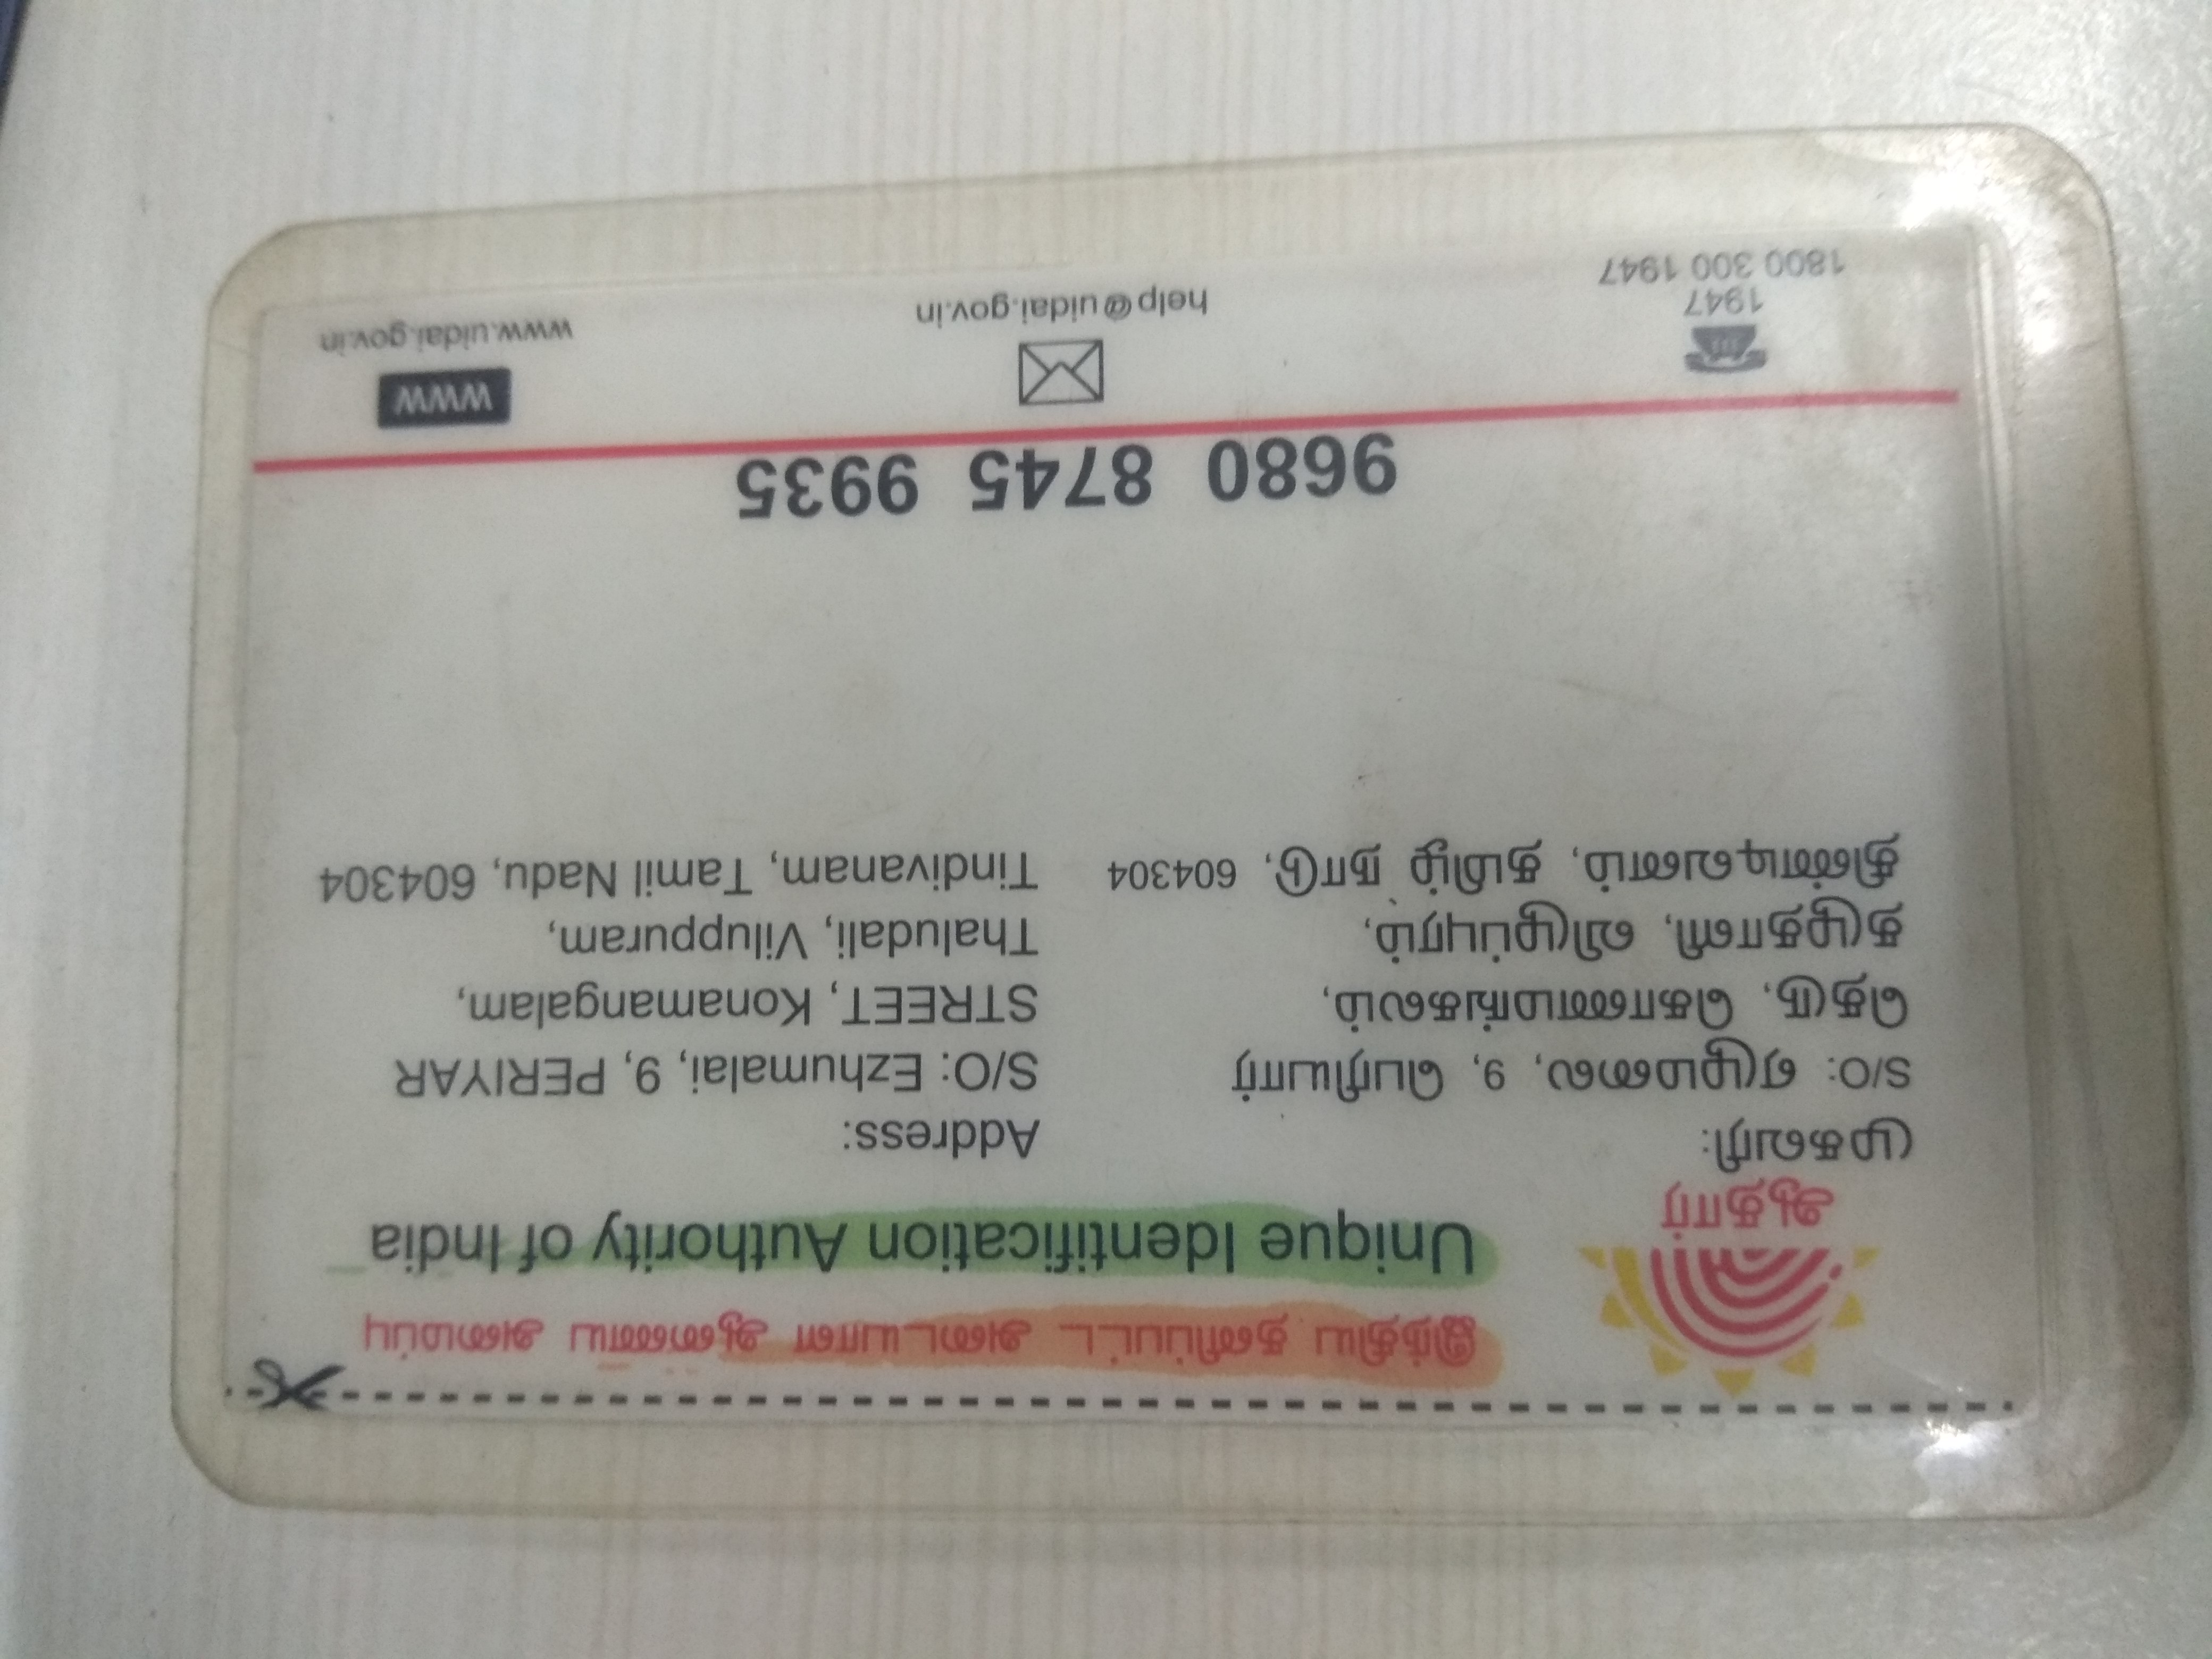 இந்திய தனிப்பட்ட அடையாள ஆணைய அமைப்பு
Unique Identification Authority of India
ஆதார்
முகவரி:
S/O: ஏழுமலை, 9, பெரியார்
தெரு, கொணமங்கலம்,
தழுதாளி, விழுப்புரம்,
திண்டிவனம், தமிழ் நாடு, 604304
Address:
S/O: Ezhumalai, 9, PERIYAR
STREET, Konamangalam,
Thaludali, Viluppuram,
Tindivanam, Tamil Nadu, 604304
9680 8745 9935
1947
1800 300 1947
help@uidai.gov.in
WWW
www.uidai.gov.in